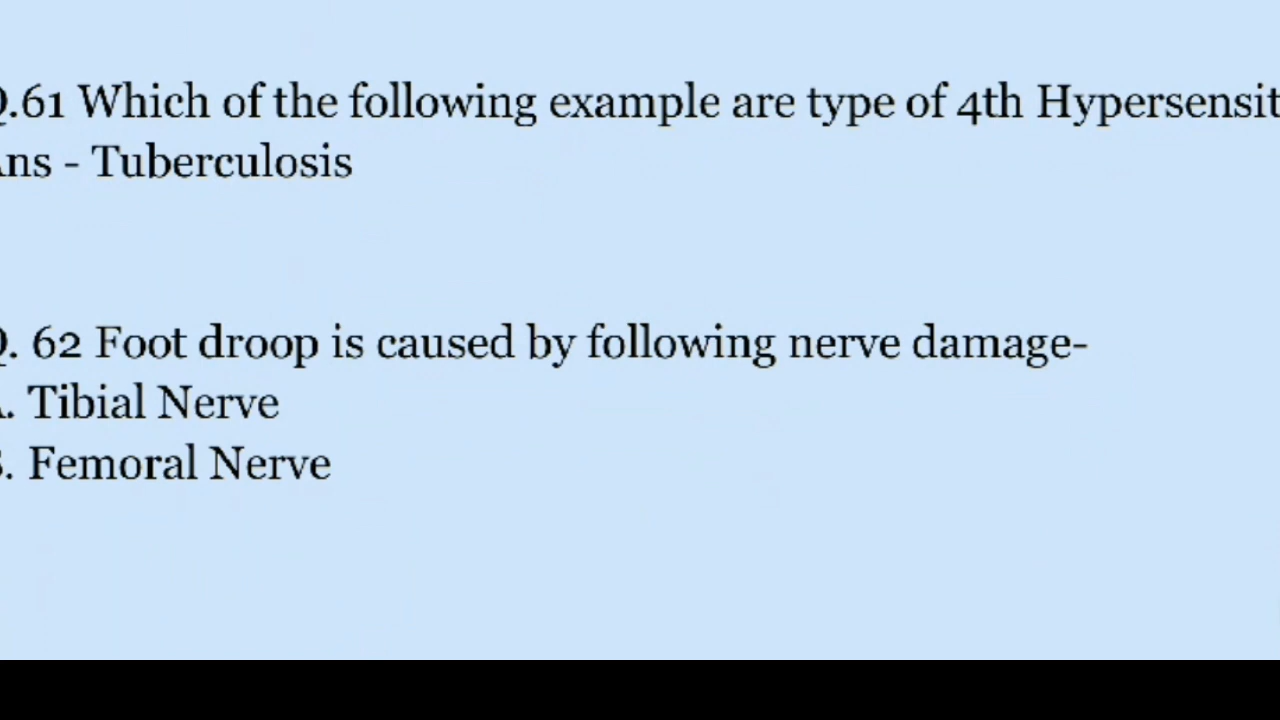 Q.61 Which of the following example are type of 4th Hypersensit
Ans - Tuberculosis
Q. 62 Foot droop is caused by following nerve damage-
A. Tibial Nerve
B. Femoral Nerve